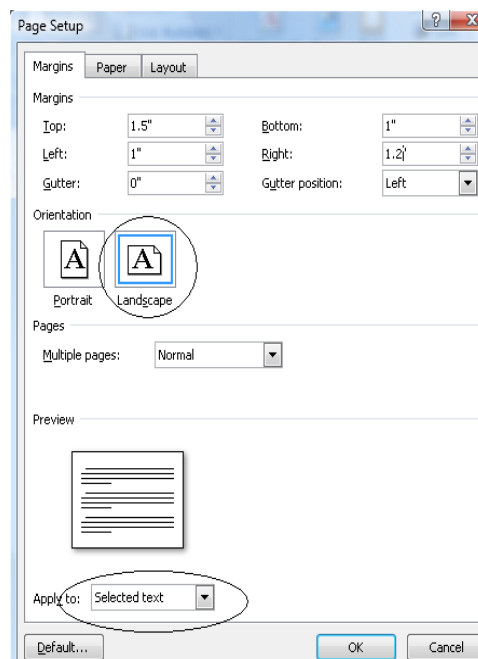 Page Setup ? X
Margins Paper Layout
Margins
Top: 1.5" Bottom: 1"
Left: 1" Right: 1.2"
Gutter: 0" Gutter position: Left
Orientation
A A
Portrait Landscape
Pages
Multiple pages: Normal
Preview
Apply to: Selected text
Default... OK Cancel